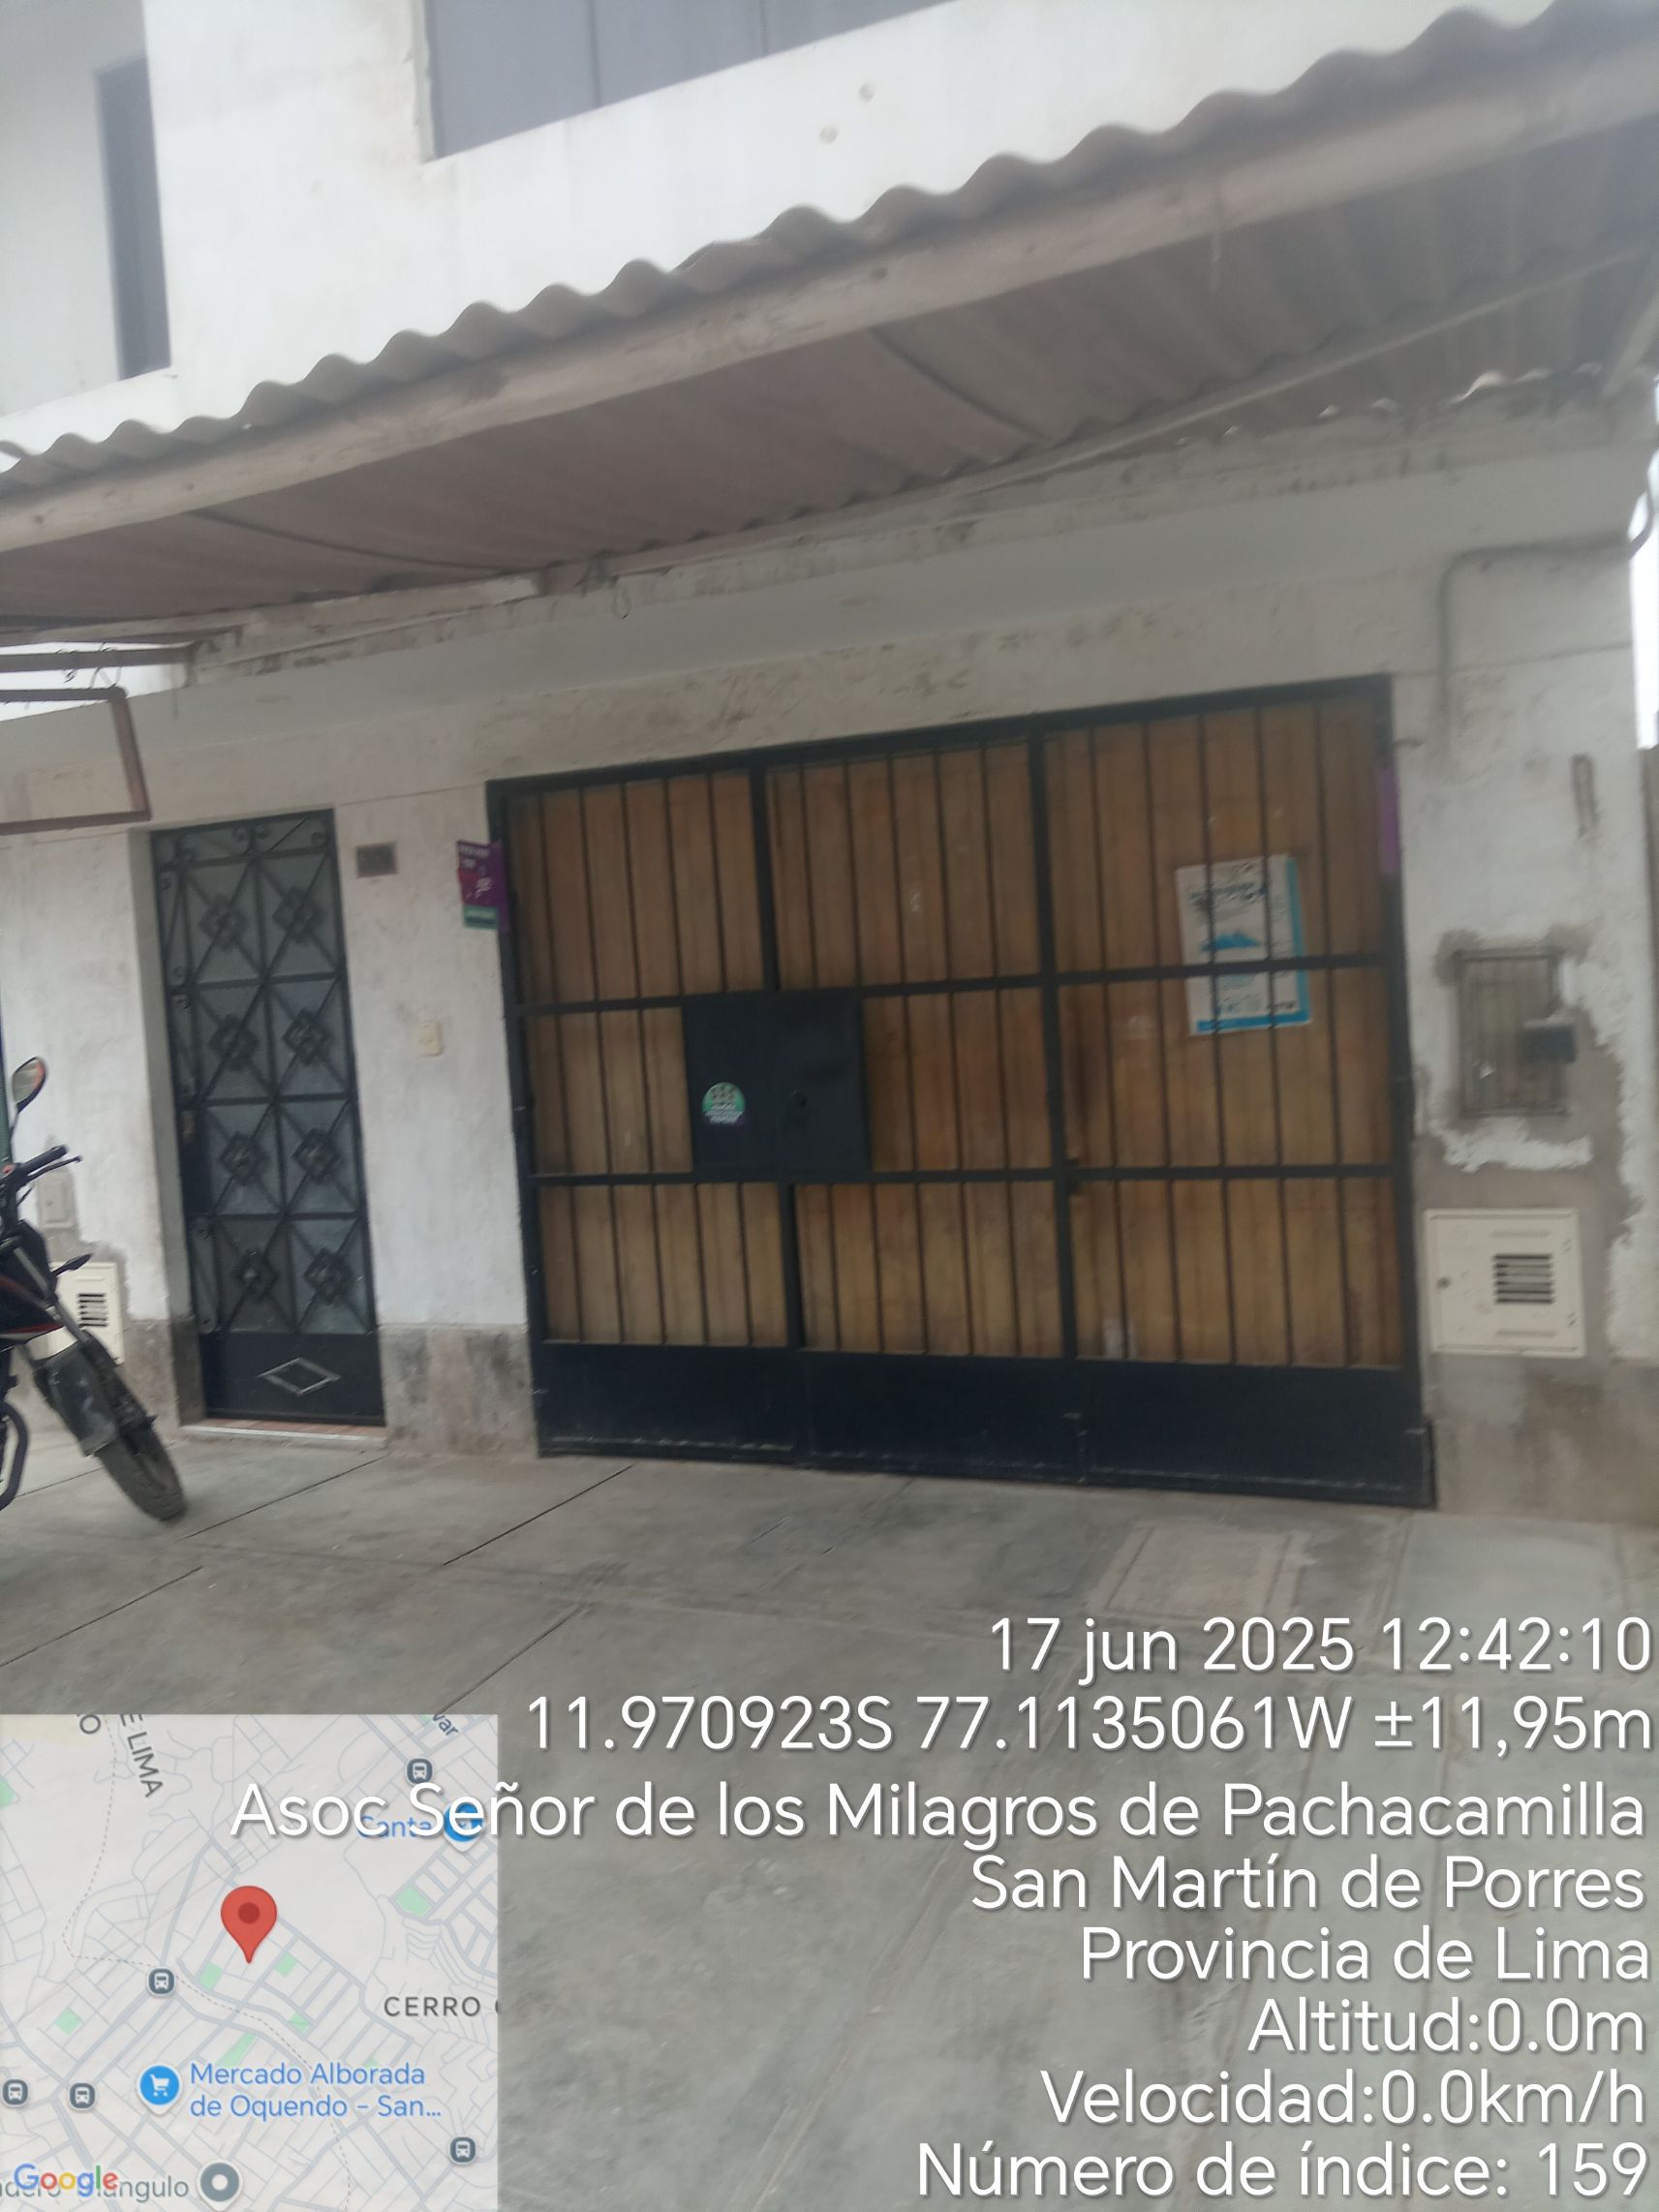 17 jun 2025 12:42:10
11.970923S 77.1135061W ±11,95m
Asoc Señor de los Milagros de Pachacamilla
San Martín de Porres
Provincia de Lima
Altitud:0.0m
Velocidad:0.0km/h
Número de índice: 159
E LIMA
Canta
CERRO
Mercado Alborada
de Oquendo - San...
Google